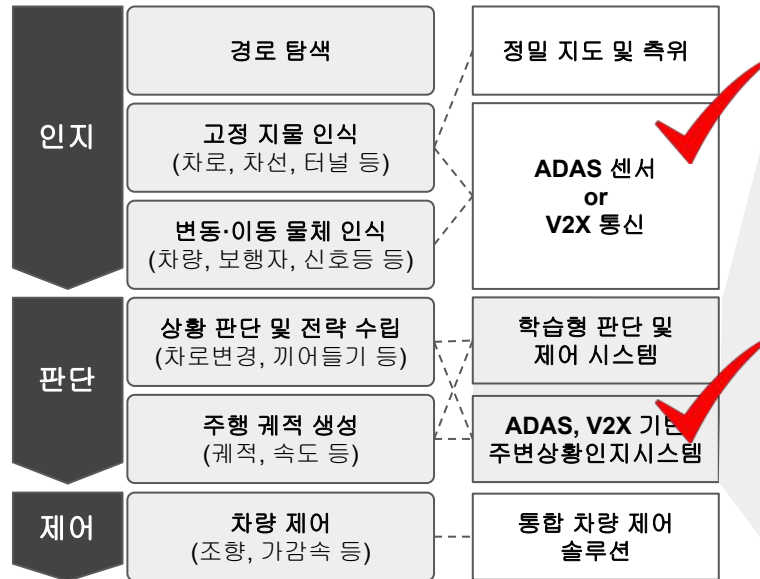 인지
경로 탐색
고정 지물 인식
(차로, 차선, 터널 등)
변동·이동 물체 인식
(차량, 보행자, 신호등 등)
정밀 지도 및 측위
ADAS 센서
or
V2X 통신
판단
상황 판단 및 전략 수립
(차로변경, 끼어들기 등)
주행 궤적 생성
(궤적, 속도 등)
학습형 판단 및
제어 시스템
ADAS, V2X 기반
주변상황인지시스템
제어
차량 제어
(조향, 가감속 등)
통합 차량 제어
솔루션